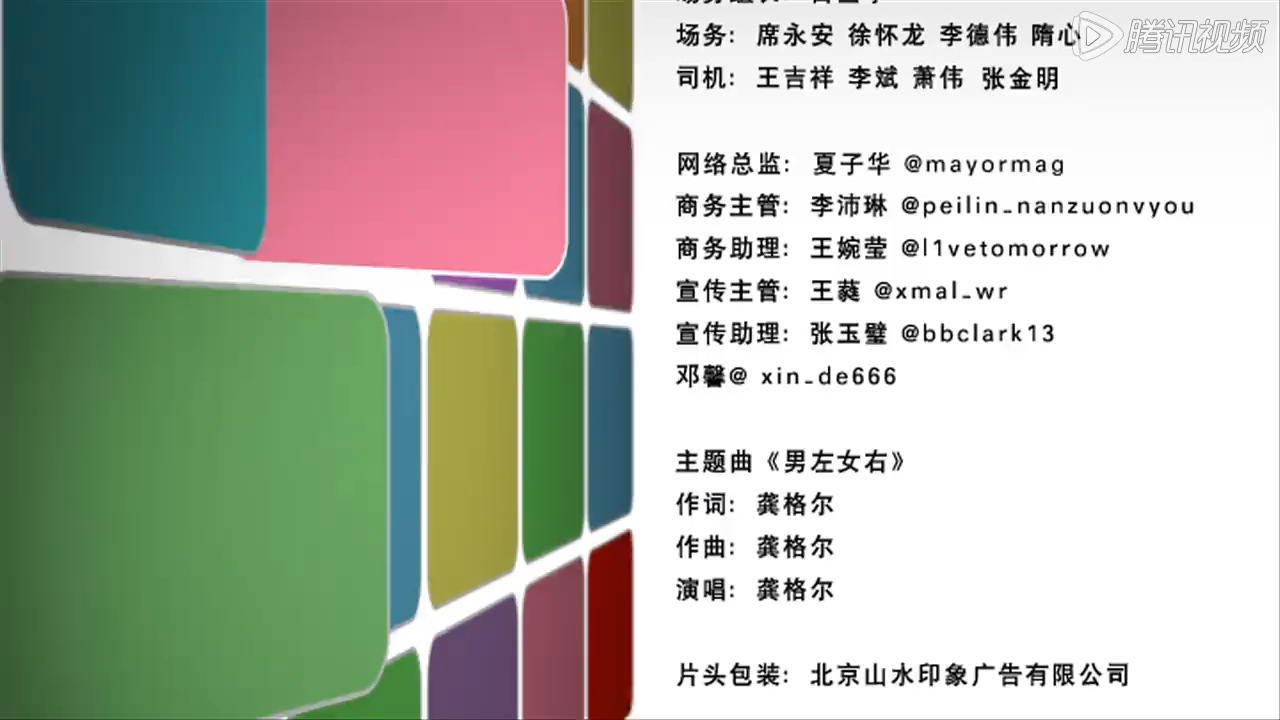 场务：席永安 徐怀龙 李德伟 隋心
腾讯视频
司机：王吉祥 李斌 萧伟 张金明
网络总监：夏子华 @mayormag
商务主管：李沛琳 @peilin_nanzuonvyou
商务助理：王婉莹 @l1vetomorrow
宣传主管：王蕤 @xmal_wr
宣传助理：张玉璧 @bbclark13
邓馨@ xin_de666
主题曲《男左女右》
作词：龚格尔
作曲：龚格尔
演唱：龚格尔
片头包装：北京山水印象广告有限公司